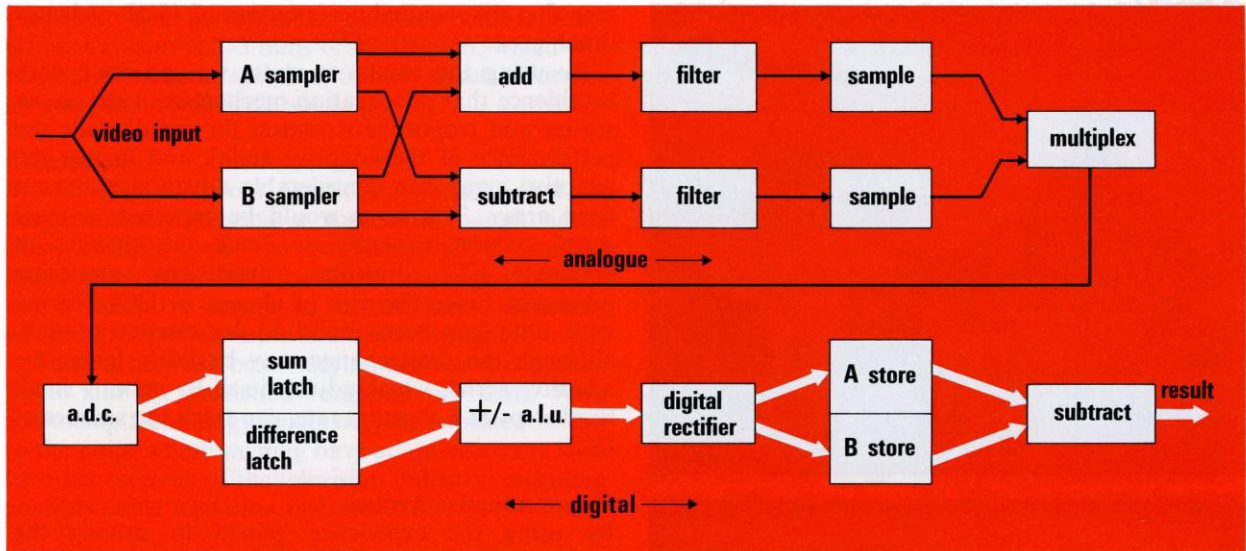 A sampler
add
filter
sample
video input
multiplex
B sampler
subtract
filter
sample
analogue
a.d.c.
sum
latch
difference
latch
+/- a.l.u.
digital
rectifier
A store
B store
subtract
result
digital